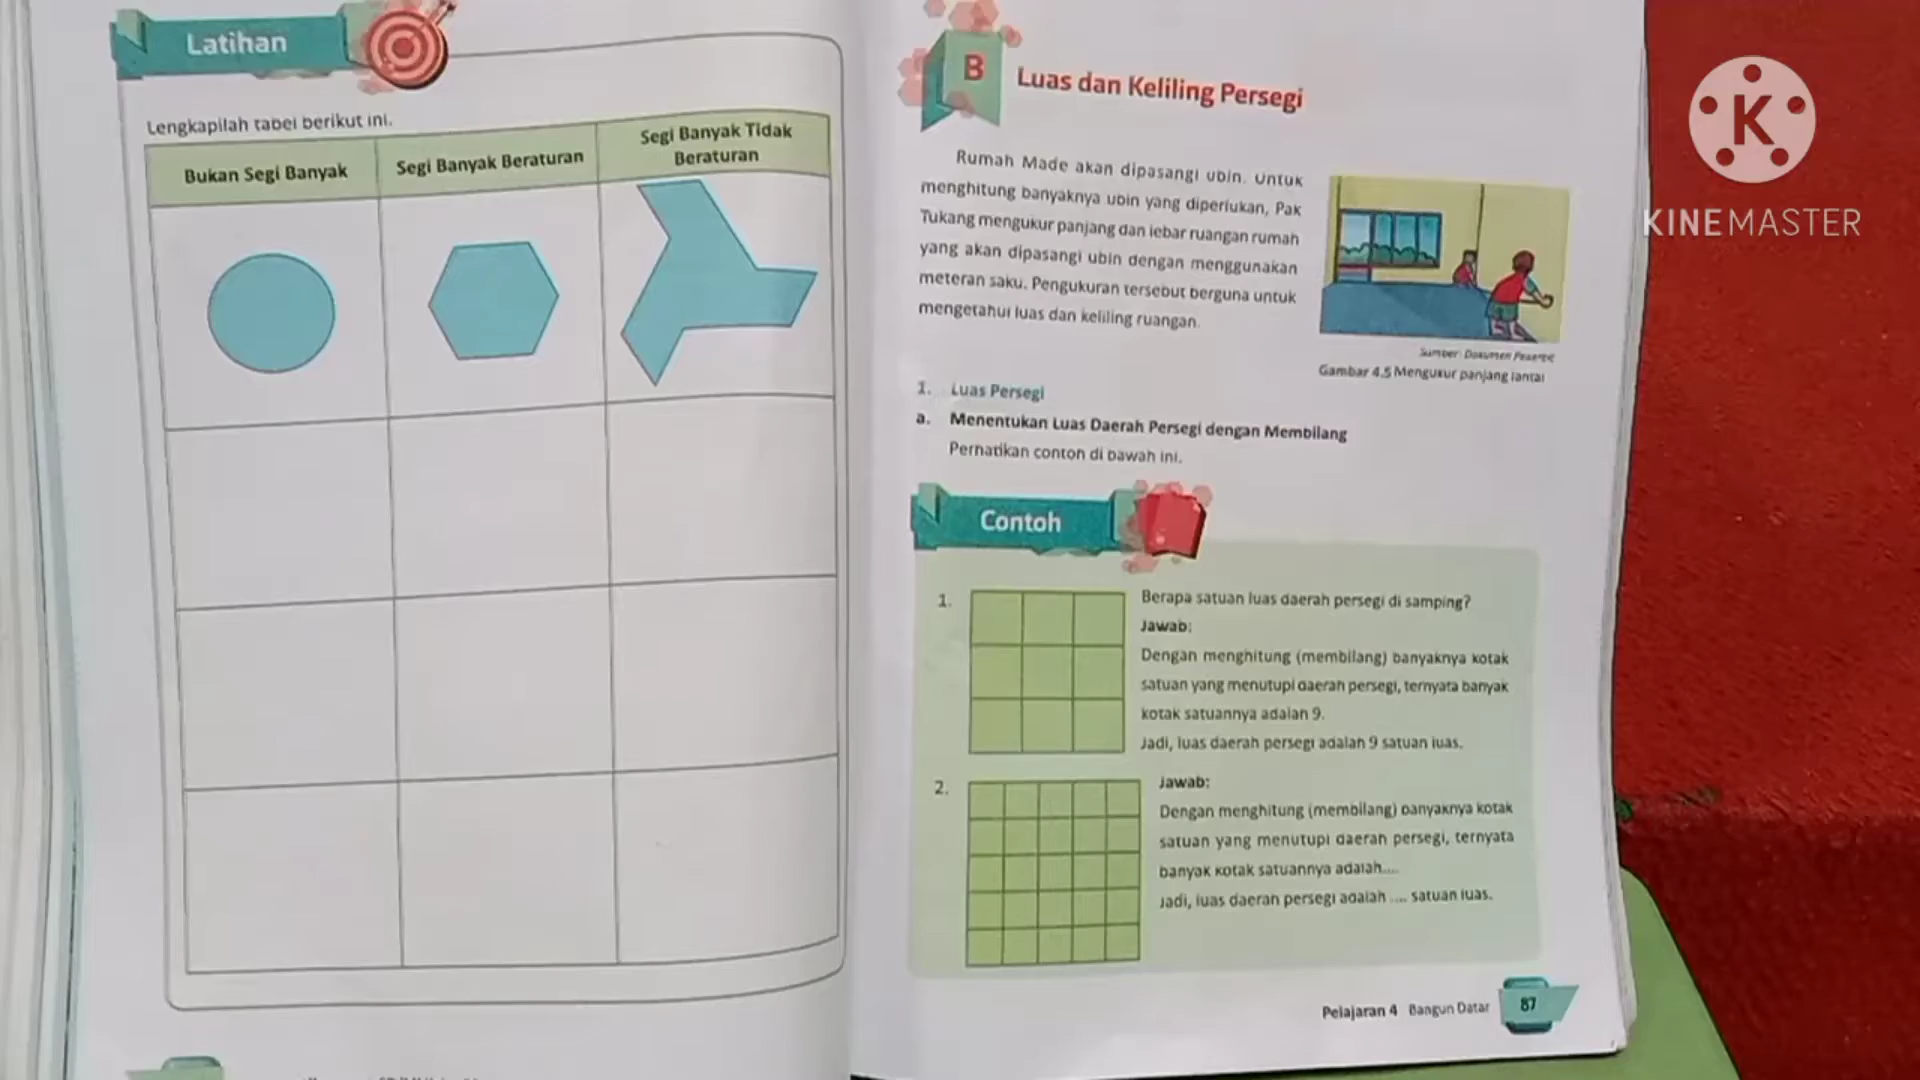 Latihan
Lengkapilah tabel berikut ini.
Bukan Segi Banyak
Segi Banyak Beraturan
Segi Banyak Tidak
Beraturan
B
Luas dan Keliling Persegi
Rumah Made akan dipasangi ubin. Untuk
menghitung banyaknya ubin yang diperlukan, Pak
Tukang mengukur panjang dan lebar ruangan rumah
yang akan dipasangi ubin dengan menggunakan
meteran saku. Pengukuran tersebut berguna untuk
mengetahui luas dan keliling ruangan.
Sumber: Dokumen Penerbit
Gambar 4.5 Mengukur panjang lantai
1. Luas Persegi
a. Menentukan Luas Daerah Persegi dengan Membilang
Perhatikan contoh di bawah ini.
Contoh
1.
Berapa satuan luas daerah persegi di samping?
Jawab:
Dengan menghitung (membilang) banyaknya kotak
satuan yang menutupi daerah persegi, ternyata banyak
kotak satuannya adalah 9.
Jadi, luas daerah persegi adalah 9 satuan luas.
2.
Jawab:
Dengan menghitung (membilang) banyaknya kotak
satuan yang menutupi daerah persegi, ternyata
banyak kotak satuannya adalah....
Jadi, luas daerah persegi adalah .... satuan luas.
Pelajaran 4 Bangun Datar 87
K
KINEMASTER